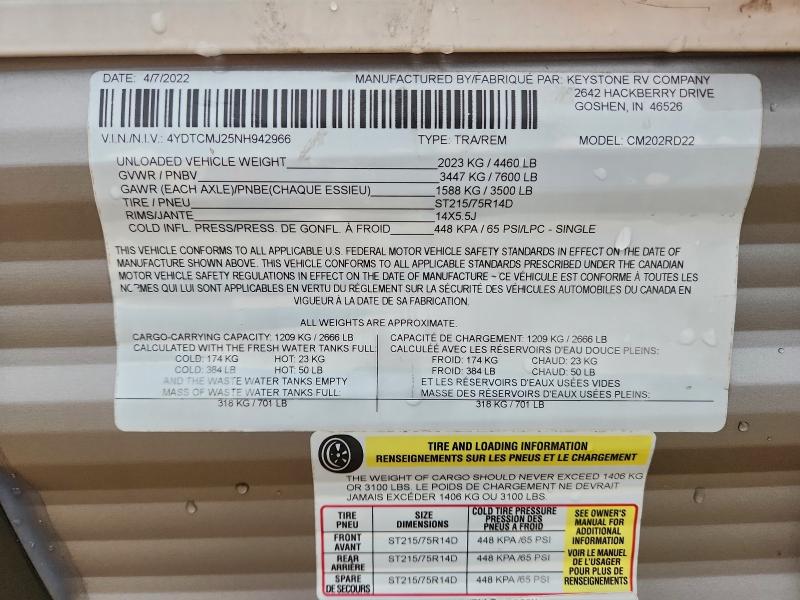 DATE: 4/7/2022 MANUFACTURED BY/FABRIQUÉ PAR: KEYSTONE RV COMPANY
2642 HACKBERRY DRIVE
GOSHEN, IN 46526
V.I.N./N.I.V.: 4YDTCMJ25NH942966 TYPE: TRA/REM MODEL: CM202RD22
UNLOADED VEHICLE WEIGHT 2023 KG / 4460 LB
GVWR / PNBV 3447 KG / 7600 LB
GAWR (EACH AXLE)/PNBE(CHAQUE ESSIEU) 1588 KG / 3500 LB
TIRE / PNEU ST215/75R14D
RIMS/JANTE 14X5.5J
COLD INFL. PRESS/PRESS. DE GONFL. À FROID 448 KPA / 65 PSI/LPC - SINGLE
THIS VEHICLE CONFORMS TO ALL APPLICABLE U.S. FEDERAL MOTOR VEHICLE SAFETY STANDARDS IN EFFECT ON THE DATE OF
MANUFACTURE SHOWN ABOVE. THIS VEHICLE CONFORMS TO ALL APPLICABLE STANDARDS PRESCRIBED UNDER THE CANADIAN
MOTOR VEHICLE SAFETY REGULATIONS IN EFFECT ON THE DATE OF MANUFACTURE ~ CE VÉHICULE EST CONFORME À TOUTES LES
NORMES QUI LUI SONT APPLICABLES EN VERTU DU RÈGLEMENT SUR LA SÉCURITÉ DES VÉHICULES AUTOMOBILES DU CANADA EN
VIGUEUR À LA DATE DE SA FABRICATION.
ALL WEIGHTS ARE APPROXIMATE.
CARGO-CARRYING CAPACITY: 1209 KG / 2666 LB
CALCULATED WITH THE FRESH WATER TANKS FULL:
COLD: 174 KG HOT: 23 KG
COLD: 384 LB HOT: 50 LB
AND THE WASTE WATER TANKS EMPTY
MASS OF WASTE WATER TANKS FULL:
318 KG / 701 LB
CAPACITÉ DE CHARGEMENT: 1209 KG / 2666 LB
CALCULÉE AVEC LES RÉSERVOIRS D'EAU DOUCE PLEINS:
FROID: 174 KG CHAUD: 23 KG
FROID: 384 LB CHAUD: 50 LB
ET LES RÉSERVOIRS D'EAUX USÉES VIDES
MASSE DES RÉSERVOIRS D'EAUX USÉES PLEINS:
318 KG / 701 LB
TIRE AND LOADING INFORMATION
RENSEIGNEMENTS SUR LES PNEUS ET LE CHARGEMENT
THE WEIGHT OF CARGO SHOULD NEVER EXCEED 1406 KG
OR 3100 LBS. LE POIDS DE CHARGEMENT NE DEVRAIT
JAMAIS EXCÉDER 1406 KG OU 3100 LBS.
TIRE SIZE COLD TIRE PRESSURE
PNEU DIMENSIONS PRESSION DES
PNEUS A FROID
FRONT
AVANT ST215/75R14D 448 KPA /65 PSI
REAR
ARRIÈRE ST215/75R14D 448 KPA /65 PSI
SPARE
DE SECOURS ST215/75R14D 448 KPA /65 PSI
SEE OWNER'S
MANUAL FOR
ADDITIONAL
INFORMATION
VOIR LE MANUEL
DE L'USAGER
POUR PLUS DE
RENSEIGNEMENTS